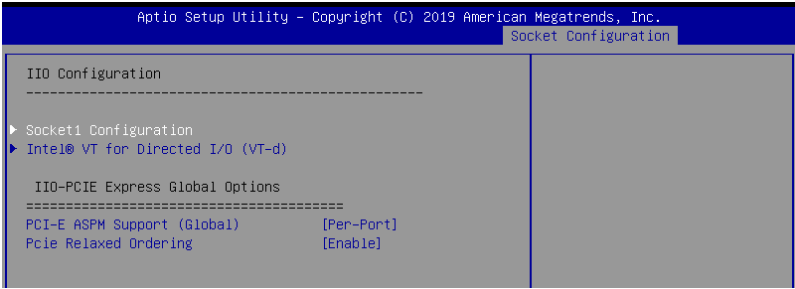 Aptio Setup Utility – Copyright (C) 2019 American Megatrends, Inc.
Socket Configuration
IIO Configuration
--------------------------------------------------
Socket1 Configuration
Intel® VT for Directed I/O (VT-d)
IIO-PCIE Express Global Options
========================================
PCI-E ASPM Support (Global) [Per-Port]
Pcie Relaxed Ordering [Enable]